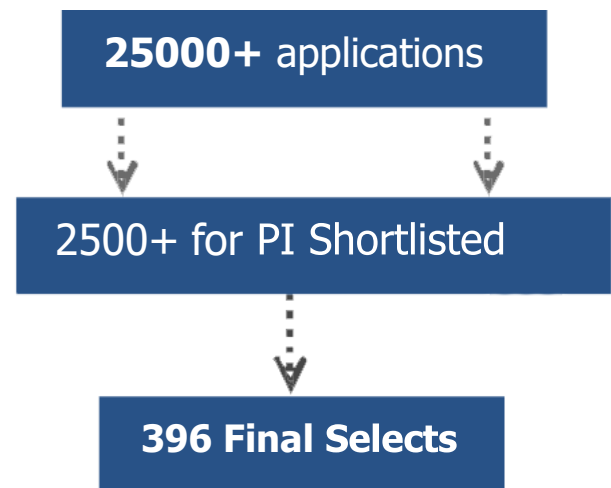 25000+ applications
2500+ for PI Shortlisted
396 Final Selects